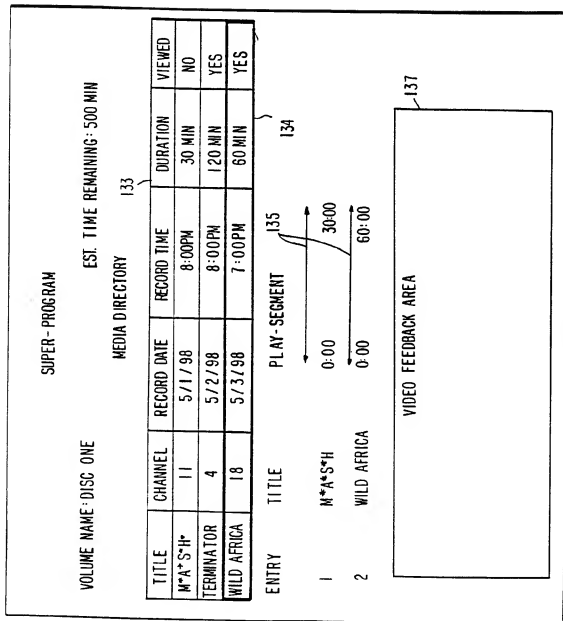 SUPER-PROGRAM
VOLUME NAME: DISC ONE EST. TIME REMAINING: 500 MIN
MEDIA DIRECTORY
133
TITLE CHANNEL RECORD DATE RECORD TIME DURATION VIEWED
M*A*S*H* 11 5/1/98 8:00PM 30 MIN NO
TERMINATOR 4 5/2/98 8:00PM 120 MIN YES
WILD AFRICA 18 5/3/98 7:00PM 60 MIN YES
134
ENTRY TITLE PLAY-SEGMENT 135
1 M*A*S*H 0:00 30:00
2 WILD AFRICA 0:00 60:00
137
VIDEO FEEDBACK AREA